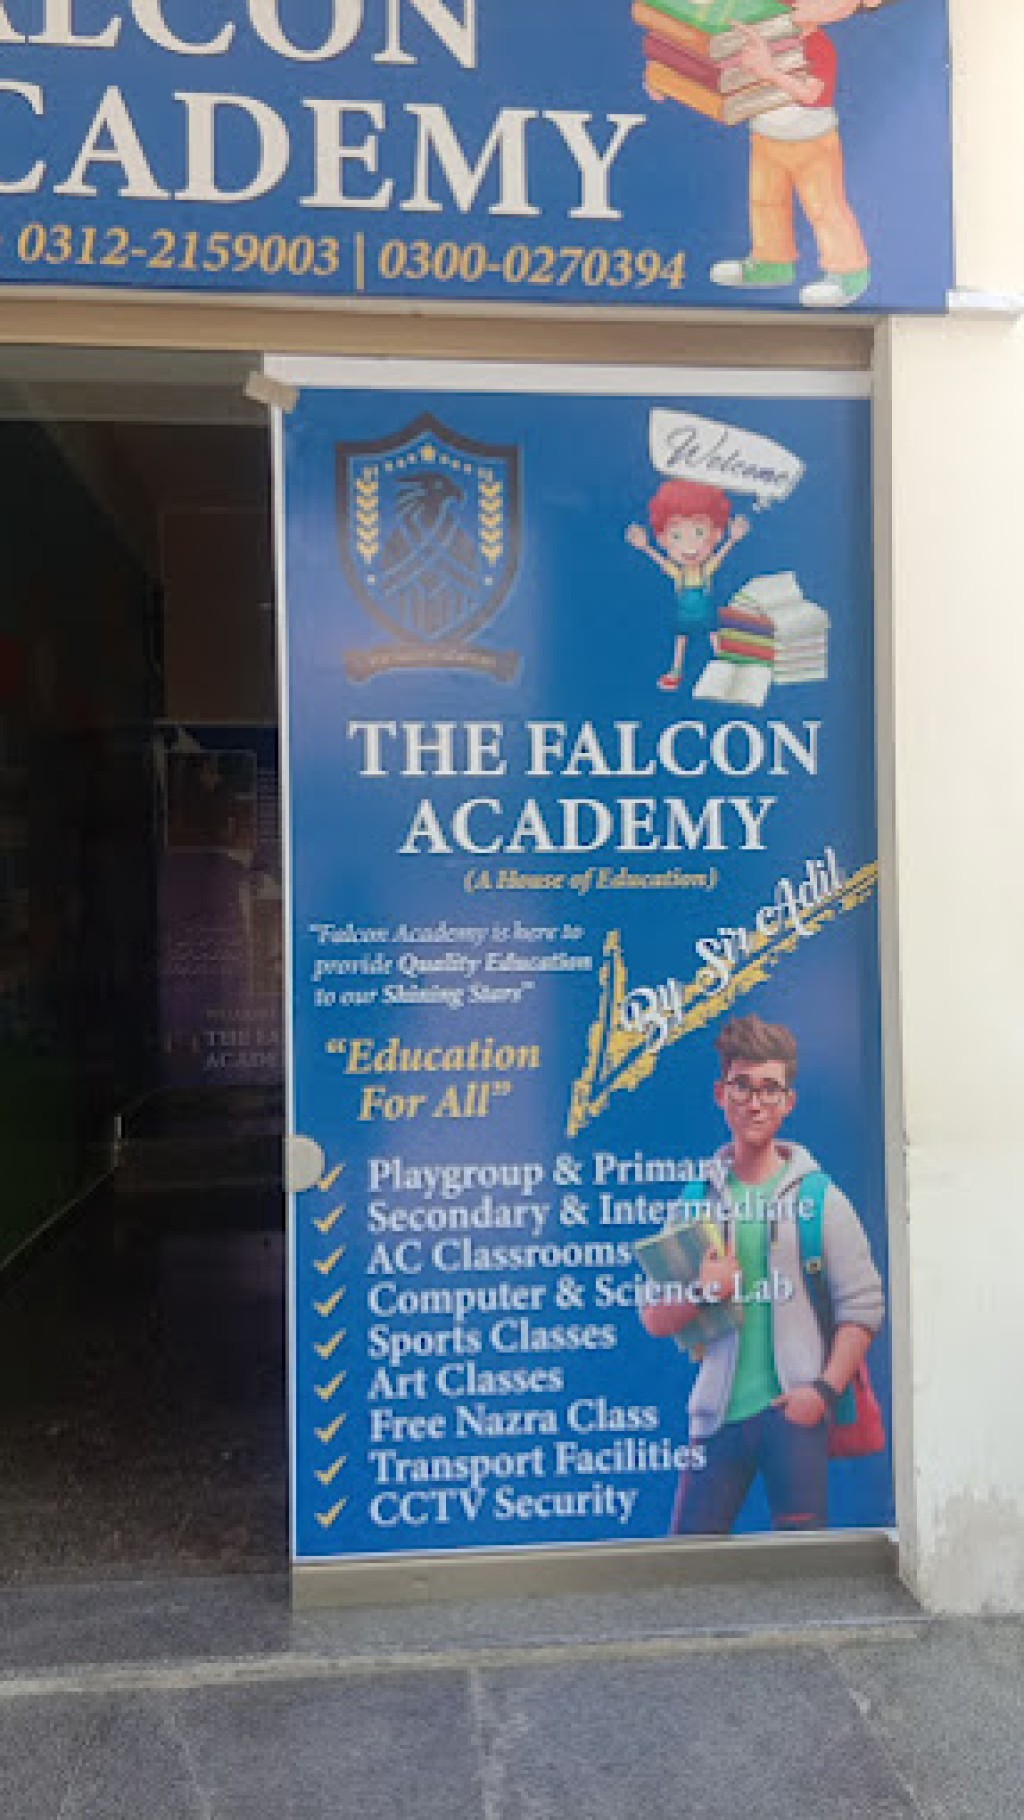 ALCON
CADEMY
0312-2159003 | 0300-0270394
Welcome
THE FALCON
ACADEMY
(A House of Education)
By Sir Adil
"Falcon Academy is here to
provide Quality Education
to our Shining Stars"
"Education
For All"
Playgroup & Primary
Secondary & Intermediate
AC Classrooms
Computer & Science Lab
Sports Classes
Art Classes
Free Nazra Class
Transport Facilities
CCTV Security